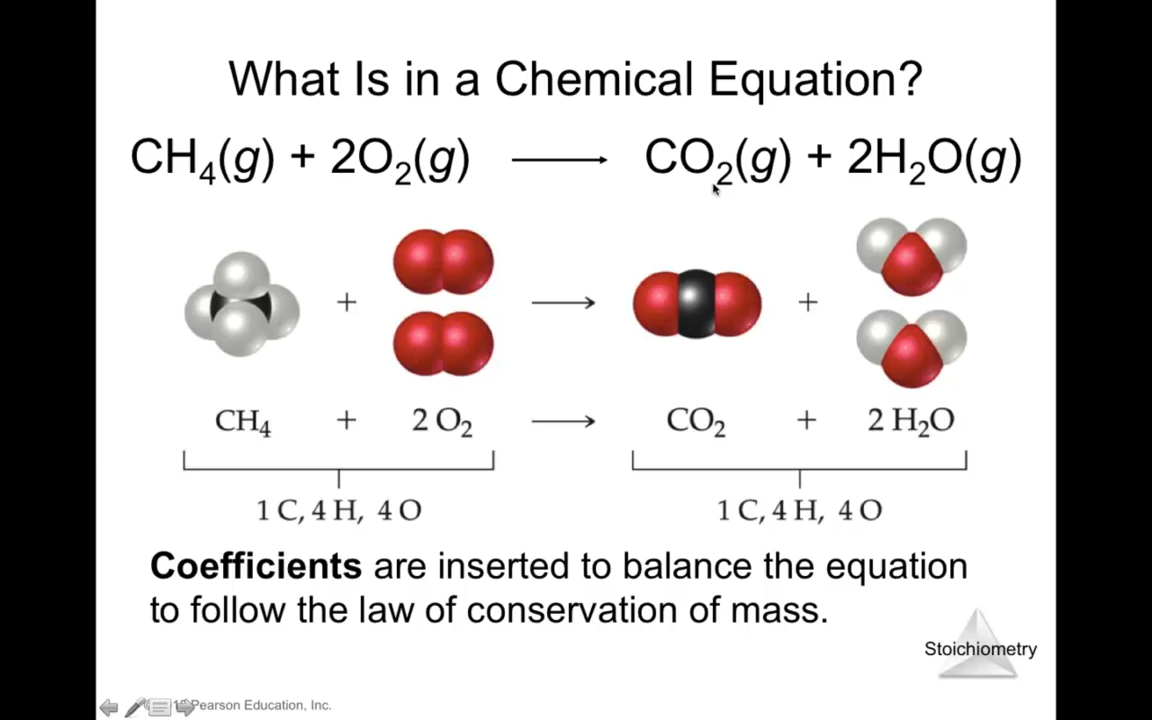 What Is in a Chemical Equation?
CH₄(g) + 2O₂(g) ⟶ CO₂(g) + 2H₂O(g)
+ ⟶ +
CH₄ + 2 O₂ ⟶ CO₂ + 2 H₂O
1 C, 4 H, 4 O 1 C, 4 H, 4 O
Coefficients are inserted to balance the equation
to follow the law of conservation of mass.
Stoichiometry
Pearson Education, Inc.